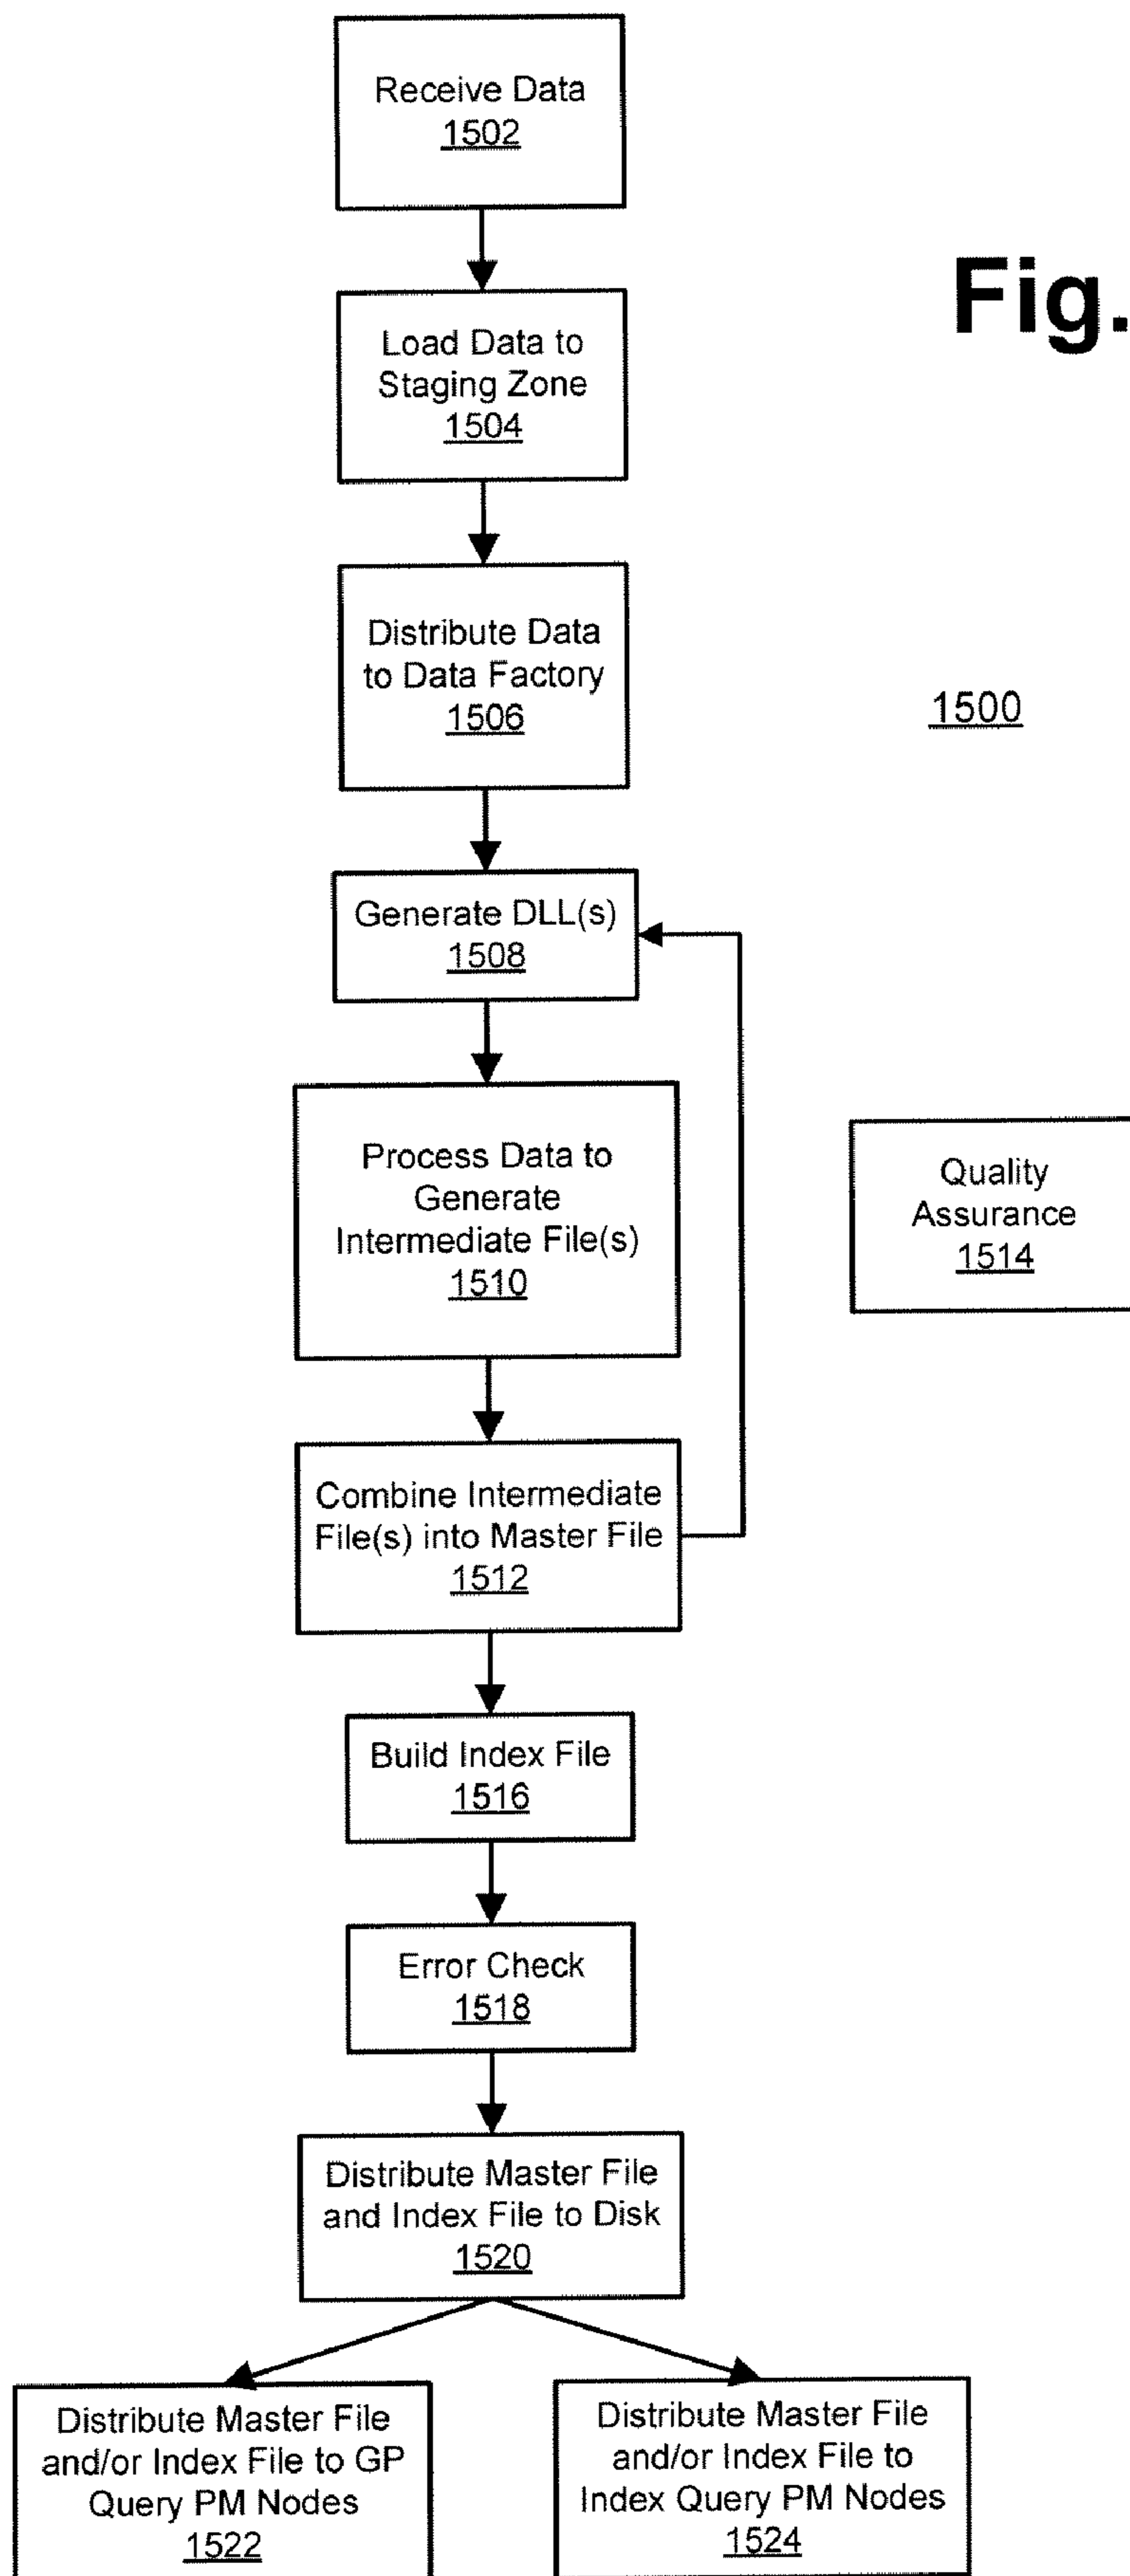 Receive Data
1502
Fig.
Load Data to
Staging Zone
1504
Distribute Data
to Data Factory
1506
1500
Generate DLL(s)
1508
Process Data to
Generate
Intermediate File(s)
1510
Quality
Assurance
1514
Combine Intermediate
File(s) into Master File
1512
Build Index File
1516
Error Check
1518
Distribute Master File
and Index File to Disk
1520
Distribute Master File
and/or Index File to GP
Query PM Nodes
1522
Distribute Master File
and/or Index File to
Index Query PM Nodes
1524